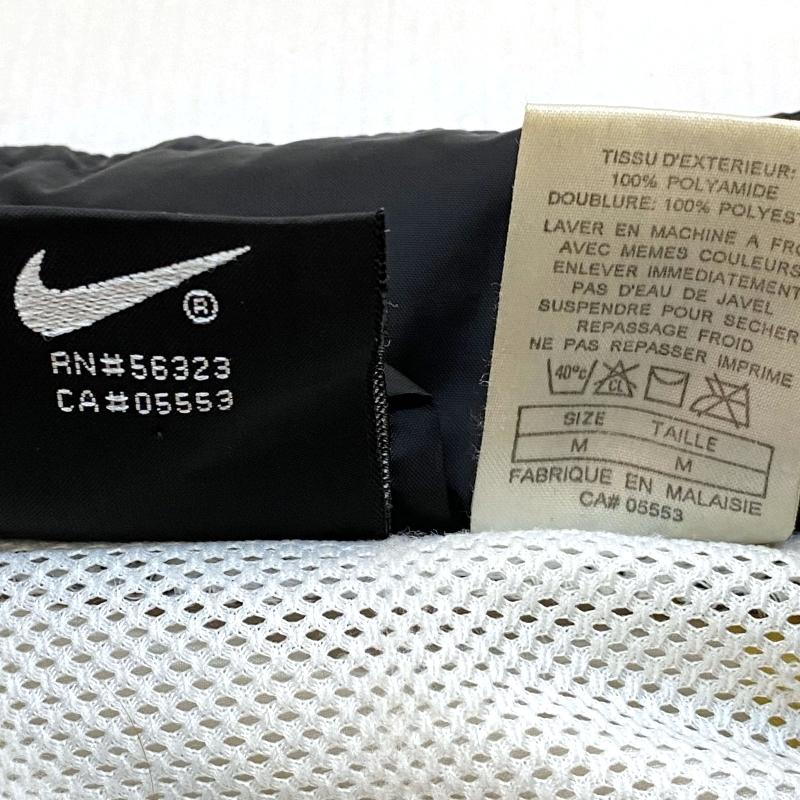 ®
RN#56323
CA#05553
TISSU D'EXTERIEUR:
100% POLYAMIDE
DOUBLURE: 100% POLYEST
LAVER EN MACHINE A FRO
AVEC MEMES COULEURS
ENLEVER IMMEDIATEMENT
PAS D'EAU DE JAVEL
SUSPENDRE POUR SECHER
REPASSAGE FROID
NE PAS REPASSER IMPRIME
40°C CL
SIZE TAILLE
M M
FABRIQUE EN MALAISIE
CA# 05553